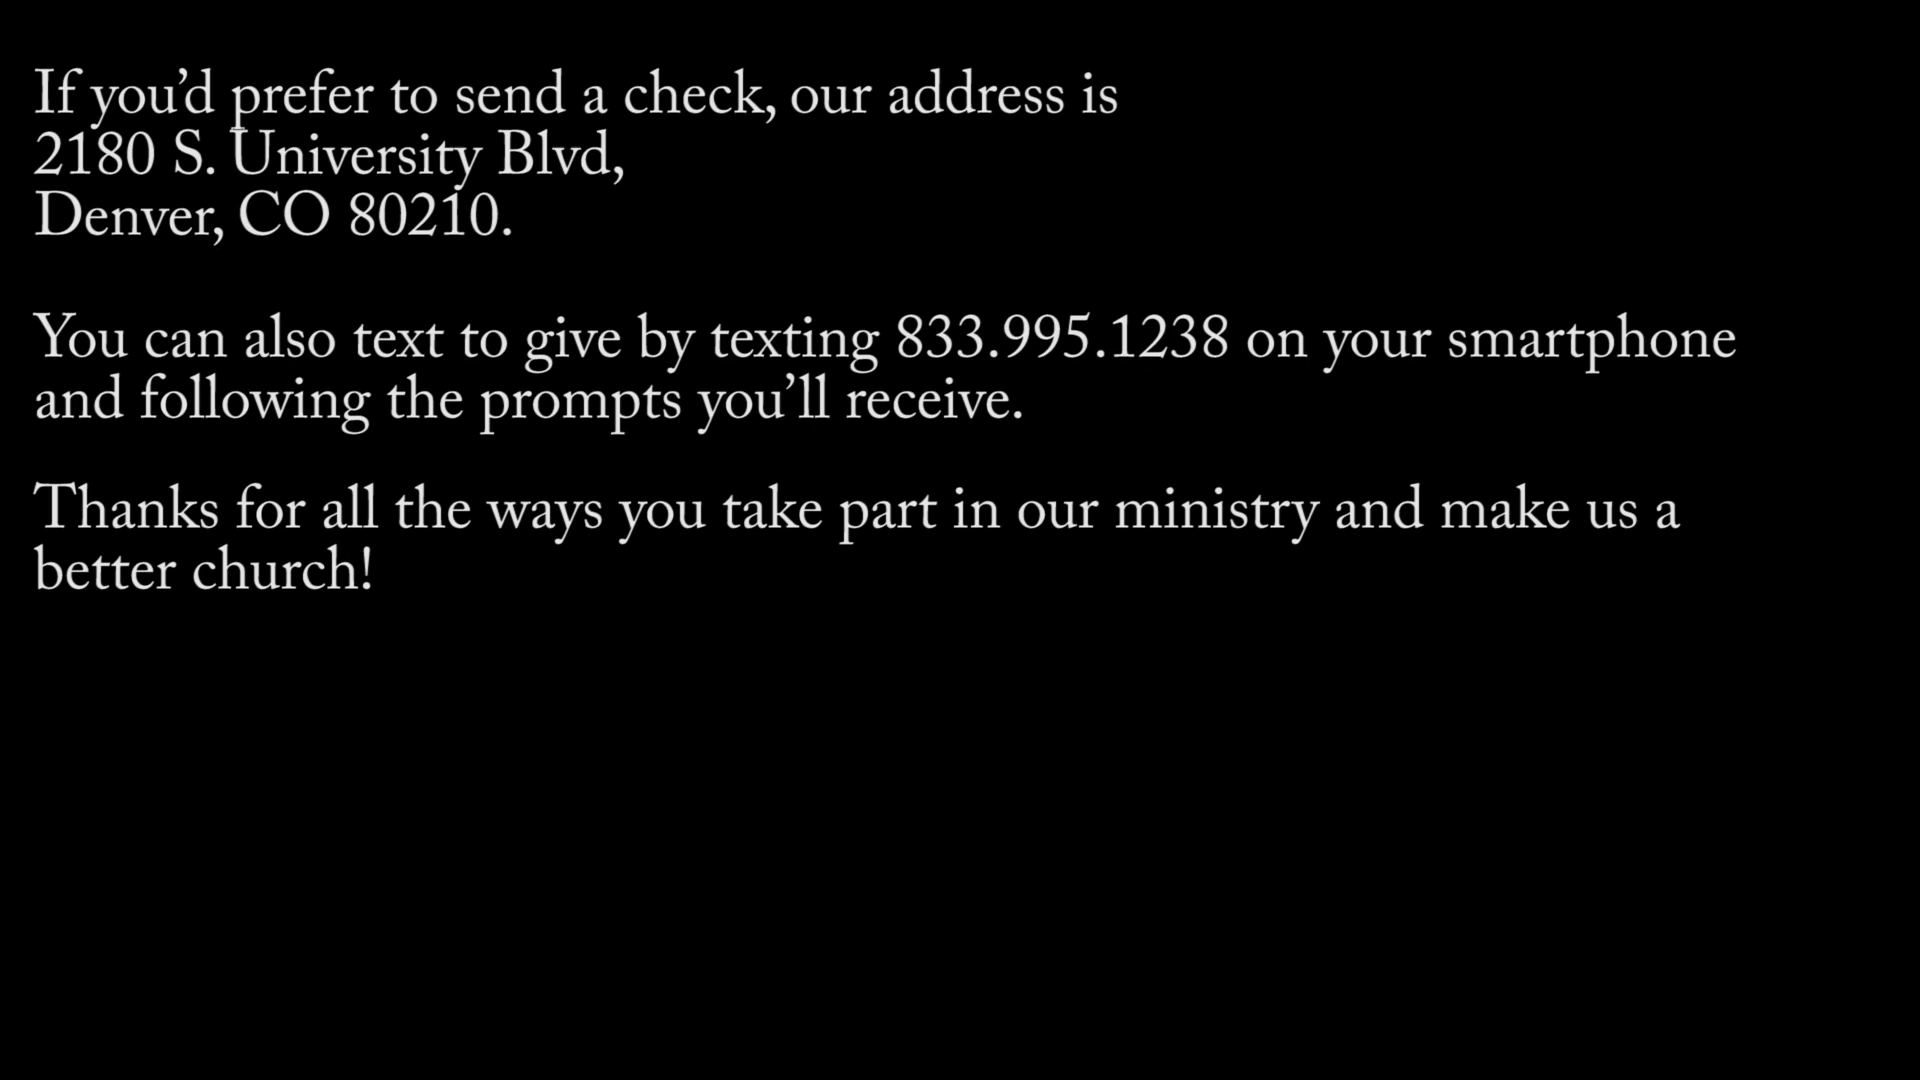 If you’d prefer to send a check, our address is
2180 S. University Blvd,
Denver, CO 80210.
You can also text to give by texting 833.995.1238 on your smartphone
and following the prompts you’ll receive.
Thanks for all the ways you take part in our ministry and make us a
better church!